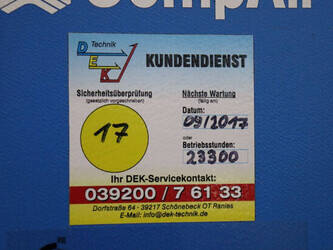 CompAir
Technik
DEK
KUNDENDIENST
Sicherheitsüberprüfung
(gesetzlich vorgeschrieben)
17
Nächste Wartung
(fällig am)
Datum:
09/2017
oder
Betriebsstunden:
23300
Ihr DEK-Servicekontakt:
039200 / 7 61 33
Dorfstraße 64 - 39217 Schönebeck OT Ranies
E-Mail: info@dek-technik.de